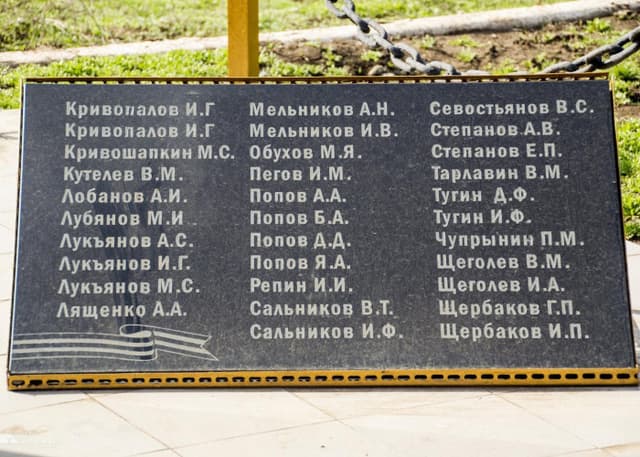 Кривопалов И.Г
Кривопалов И.Г
Кривошапкин М.С.
Кутелев В.М.
Лобанов А.И.
Лубянов М.И
Лукъянов А.С.
Лукъянов И.Г.
Лукъянов М.С.
Лященко А.А.
Мельников А.Н.
Мельников И.В.
Обухов М.Я.
Пегов И.М.
Попов А.А.
Попов Б.А.
Попов Д.Д.
Попов Я.А.
Репин И.И.
Сальников В.Т.
Сальников И.Ф.
Севостьянов В.С.
Степанов А.В.
Степанов Е.П.
Тарлавин В.М.
Тугин Д.Ф.
Тугин И.Ф.
Чупрынин П.М.
Щеголев В.М.
Щеголев И.А.
Щербаков Г.П.
Щербаков И.П.